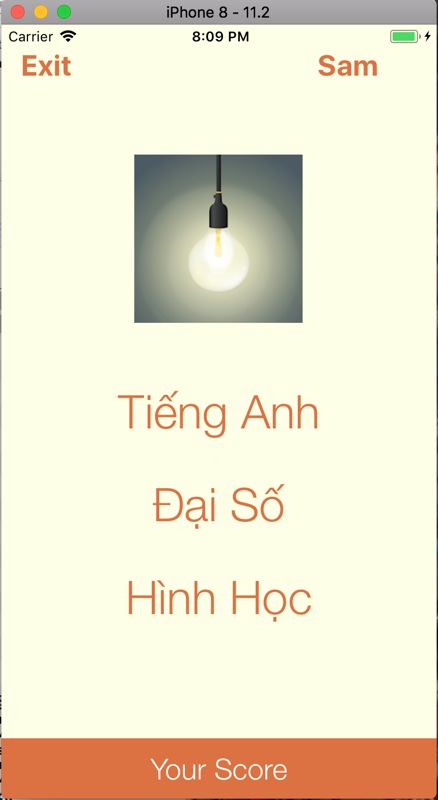 iPhone 8 - 11.2
Carrier 8:09 PM
Exit Sam
Tiếng Anh
Đại Số
Hình Học
Your Score